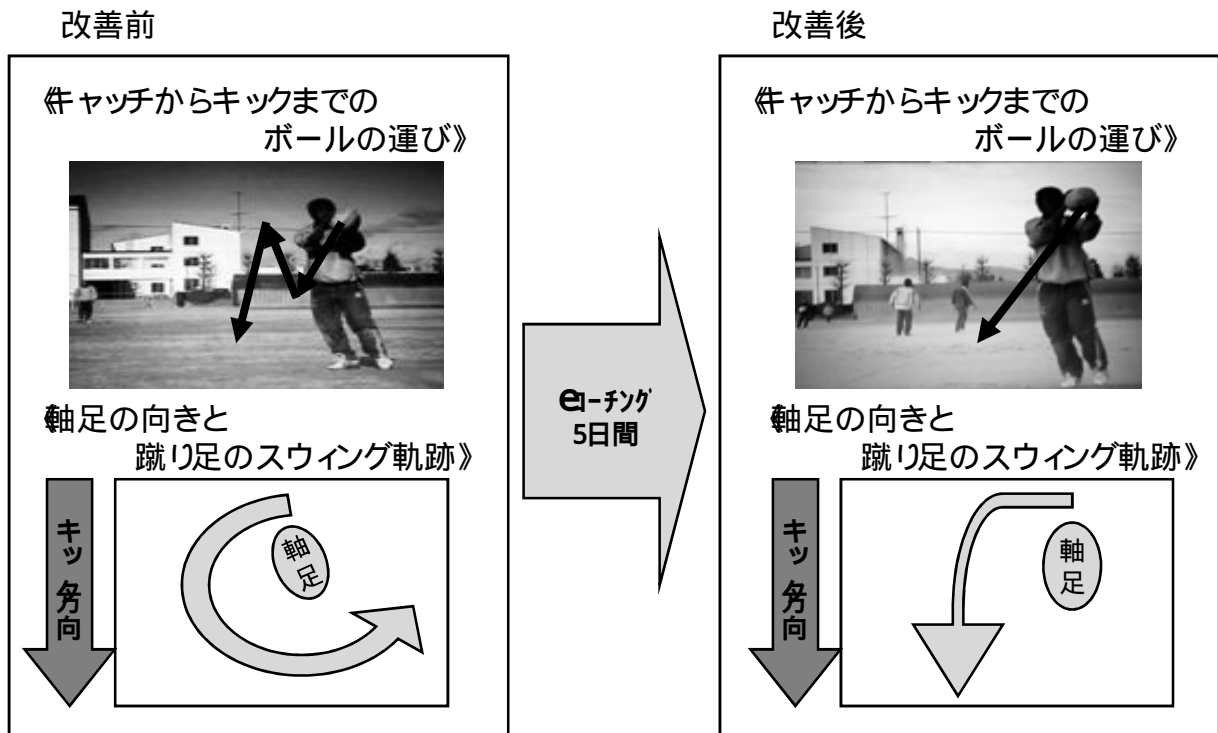 改善前
《キャッチからキックまでの
ボールの運び》
《軸足の向きと
蹴り足のスウィング軌跡》
キック方向
軸足
eコーチング
5日間
改善後
《キャッチからキックまでの
ボールの運び》
《軸足の向きと
蹴り足のスウィング軌跡》
キック方向
軸足